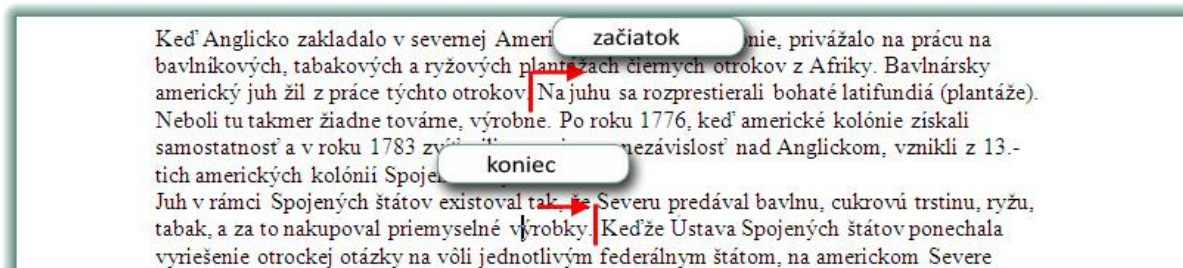 Keď Anglicko zakladalo v severnej Ameri začiatok nie, privážalo na prácu na
bavlníkových, tabakových a ryžových plantážach čiernych otrokov z Afriky. Bavlnársky
americký juh žil z práce týchto otrokov. Na juhu sa rozprestierali bohaté latifundiá (plantáže).
Neboli tu takmer žiadne továrne, výrobne. Po roku 1776, keď americké kolónie získali
samostatnosť a v roku 1783 nezávislosť nad Anglickom, vznikli z 13.-
koniec
tich amerických kolónií Spoje
Juh v rámci Spojených štátov existoval tak, že Severu predával bavlnu, cukrovú trstinu, ryžu,
tabak, a za to nakupoval priemyselné výrobky. Keďže Ústava Spojených štátov ponechala
vyriešenie otrockej otázky na vôli jednotlivým federálnym štátom, na americkom Severe